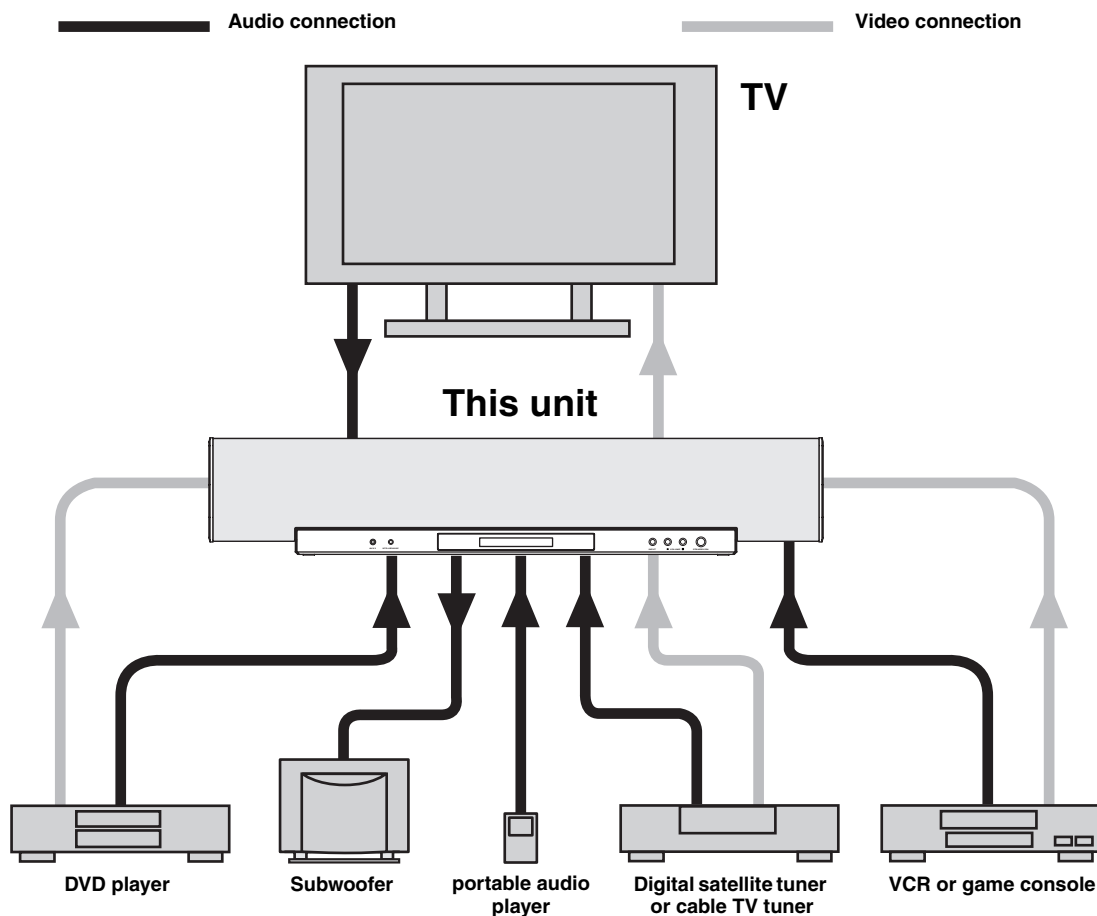 Audio connection
Video connection
TV
This unit
DVD player
Subwoofer
portable audio
player
Digital satellite tuner
or cable TV tuner
VCR or game console